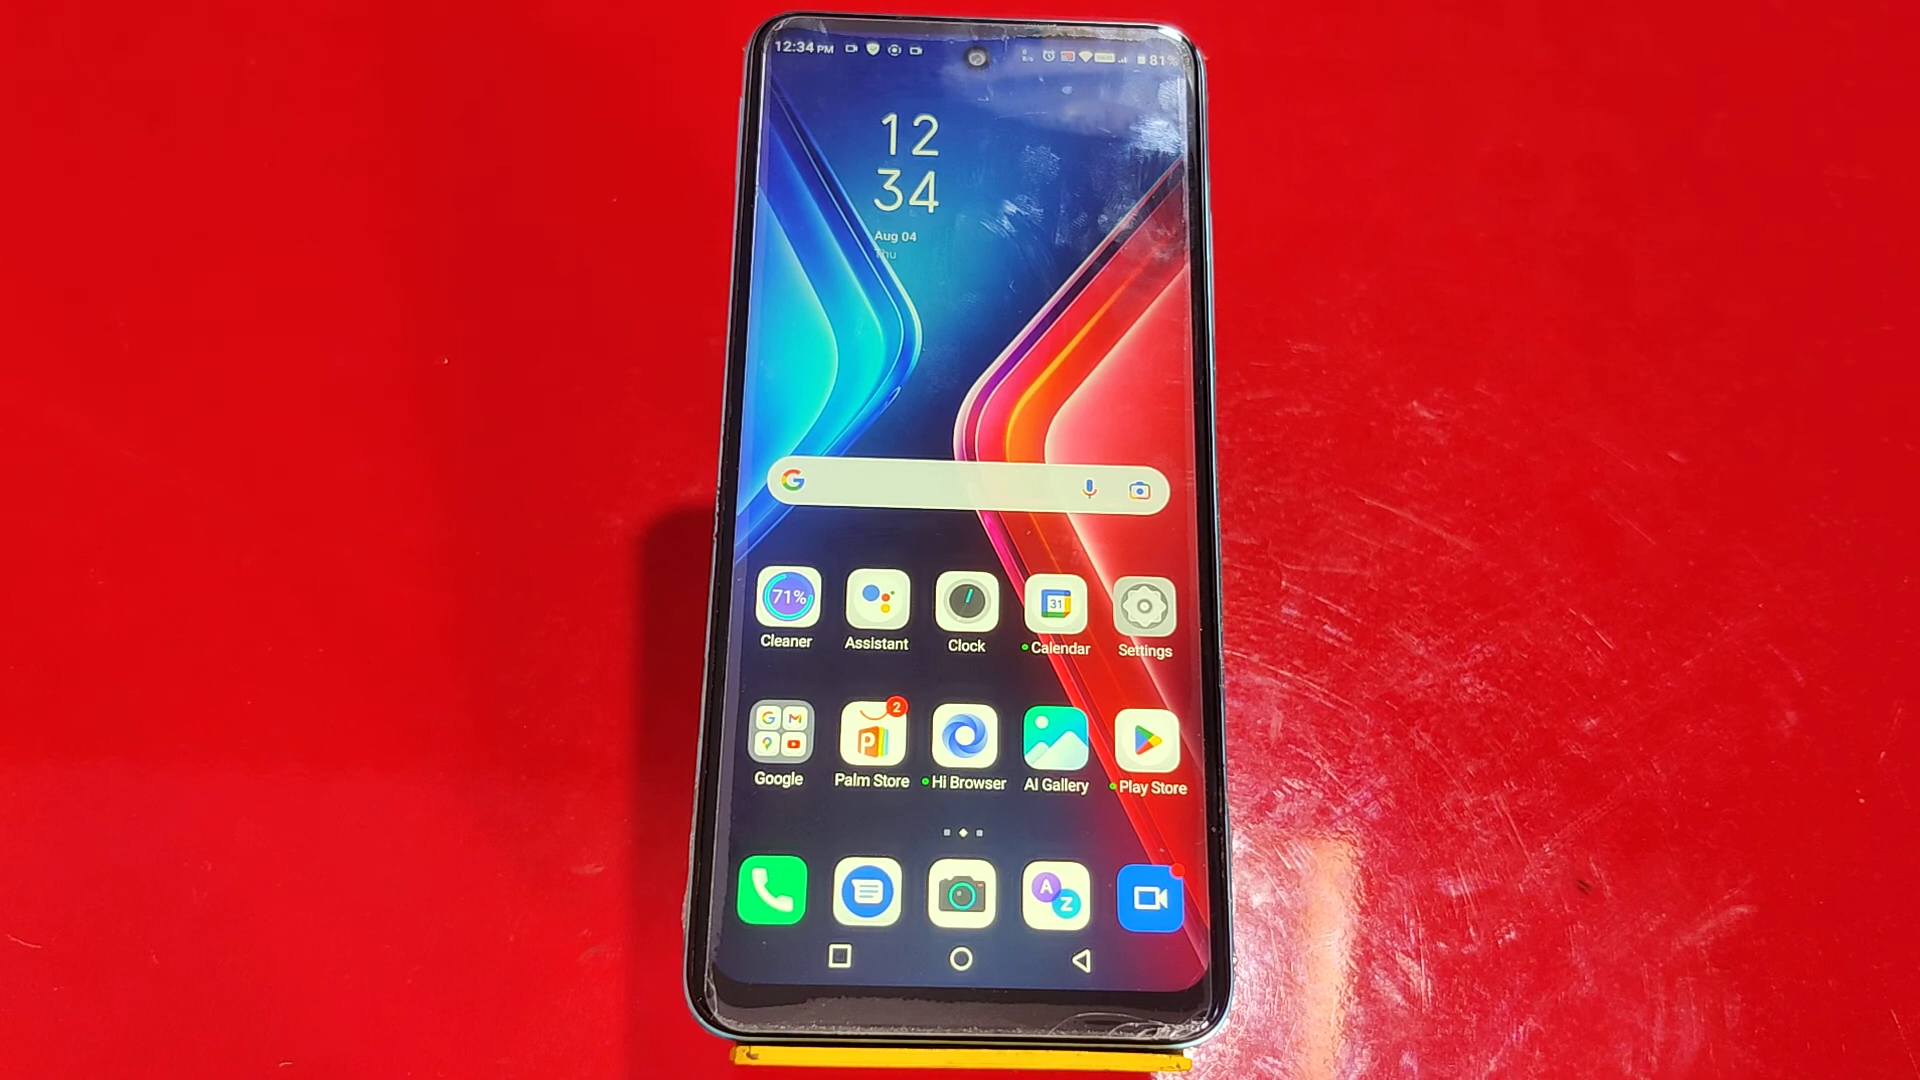 12:34 PM
81%
12
34
Aug 04
Thu
G
71%
31
Cleaner
Assistant
Clock
Calendar
Settings
G
2
P
Google
Palm Store
Hi Browser
AI Gallery
Play Store
A
Z